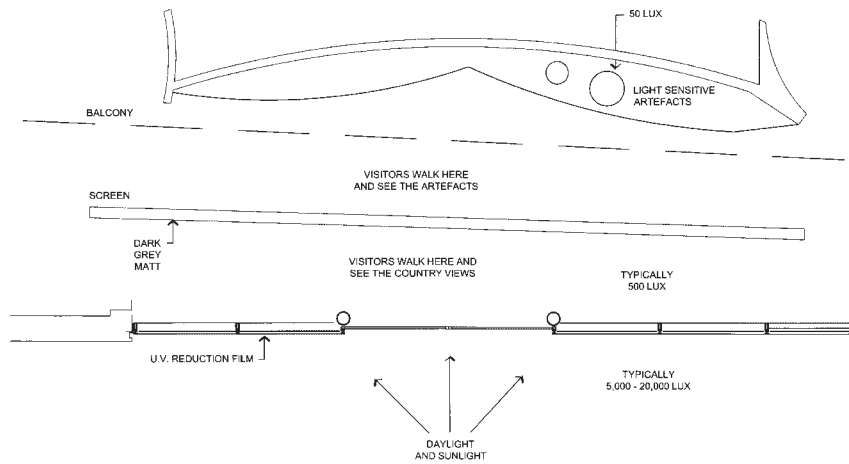 50 LUX
LIGHT SENSITIVE
ARTEFACTS
BALCONY
VISITORS WALK HERE
AND SEE THE ARTEFACTS
SCREEN
DARK
GREY
MATT
VISITORS WALK HERE AND
SEE THE COUNTRY VIEWS
TYPICALLY
500 LUX
U.V. REDUCTION FILM
TYPICALLY
5,000 - 20,000 LUX
DAYLIGHT
AND SUNLIGHT